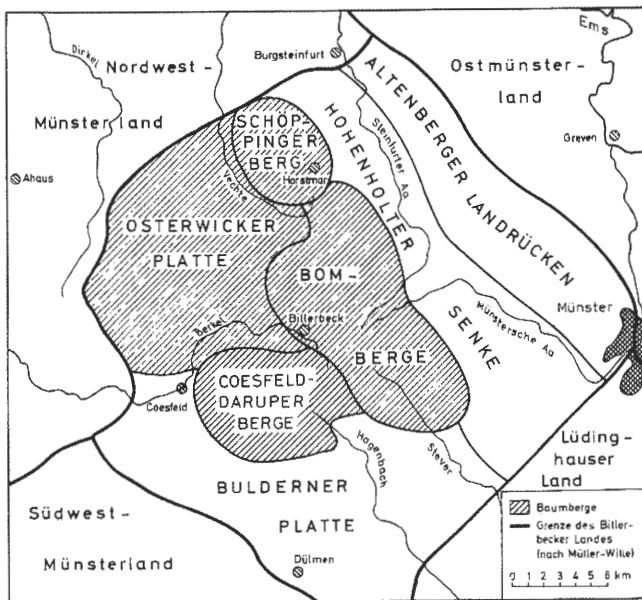 Ems
Dinkel
Nordwest-
Burgsteinfurt
Ostmünster-
land
Münsterland
Greven
ALTENBERGER LANDRÜCKEN
SCHÖP-
PINGER
BERG
Steinfurter Aa
HOHENHOLTER
Ahaus
Horstmar
Vechte
OSTERWICKER
PLATTE
BOM-
Münster
Münstersche Aa
SENKE
Billerbeck
Berkel
BERGE
COESFELD-
DARUPER
BERGE
Coesfeld
Lüding-
hauser
Land
Stever
Hagenbach
BULDERNER
PLATTE
Südwest-
Münsterland
Dülmen
Baumberge
Grenze des Biller-
becker Landes
(nach Müller-Wille)
0 1 2 3 4 5 6 km